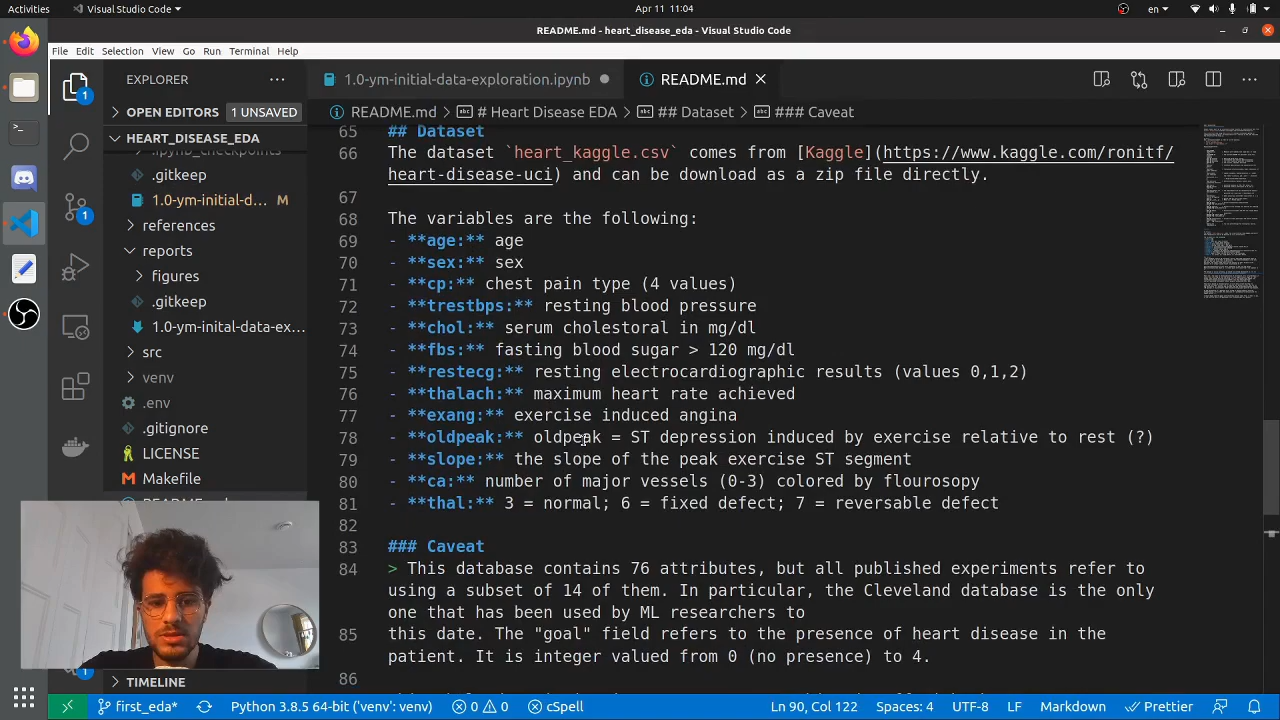 Activities
Visual Studio Code
Apr 11 11:04
en
README.md - heart_disease_eda - Visual Studio Code
File Edit Selection View Go Run Terminal Help
EXPLORER
1.0-ym-initial-data-exploration.ipynb
README.md
OPEN EDITORS 1 UNSAVED
README.md # Heart Disease EDA ## Dataset ### Caveat
HEART_DISEASE_EDA
.ipynb_checkpoints
.gitkeep
1.0-ym-initial-d... M
references
reports
figures
.gitkeep
1.0-ym-inital-data-ex...
src
venv
.env
.gitignore
LICENSE
Makefile
README.md
TIMELINE
1
1
1
65 ## Dataset
66 The dataset `heart_kaggle.csv` comes from [Kaggle](https://www.kaggle.com/ronitf/
heart-disease-uci) and can be download as a zip file directly.
67
68 The variables are the following:
69 - **age:** age
70 - **sex:** sex
71 - **cp:** chest pain type (4 values)
72 - **trestbps:** resting blood pressure
73 - **chol:** serum cholestoral in mg/dl
74 - **fbs:** fasting blood sugar > 120 mg/dl
75 - **restecg:** resting electrocardiographic results (values 0,1,2)
76 - **thalach:** maximum heart rate achieved
77 - **exang:** exercise induced angina
78 - **oldpeak:** oldpeak = ST depression induced by exercise relative to rest (?)
79 - **slope:** the slope of the peak exercise ST segment
80 - **ca:** number of major vessels (0-3) colored by flourosopy
81 - **thal:** 3 = normal; 6 = fixed defect; 7 = reversable defect
82
83 ### Caveat
84 > This database contains 76 attributes, but all published experiments refer to
using a subset of 14 of them. In particular, the Cleveland database is the only
one that has been used by ML researchers to
85 this date. The "goal" field refers to the presence of heart disease in the
patient. It is integer valued from 0 (no presence) to 4.
86
first_eda*
Python 3.8.5 64-bit ('venv': venv)
0 0
cSpell
Ln 90, Col 122
Spaces: 4
UTF-8
LF
Markdown
Prettier